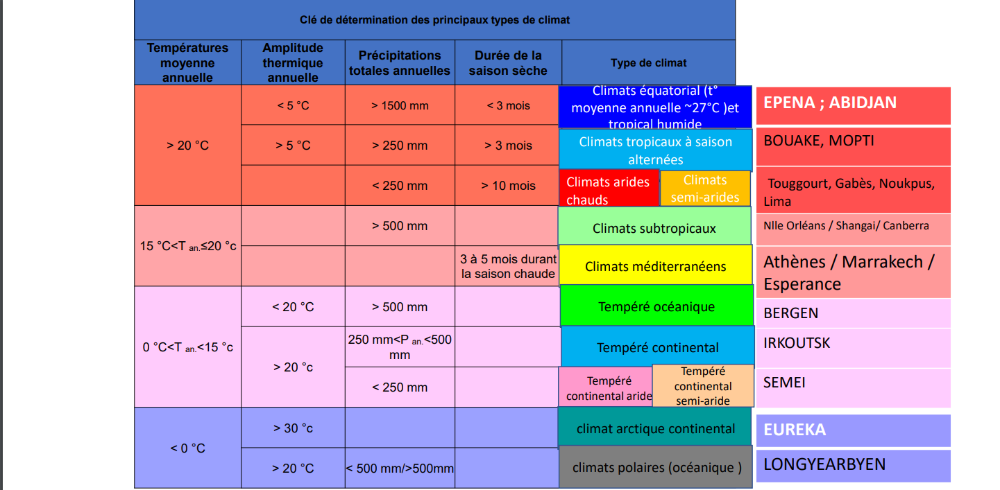 Clé de détermination des principaux types de climat
Températures
moyenne
annuelle
Amplitude
thermique
annuelle
Précipitations
totales annuelles
Durée de la
saison sèche
Type de climat
> 20 °C
< 5 °C
> 1500 mm
< 3 mois
Climats équatorial (t°
moyenne annuelle ~27°C )et
tropical humide
EPENA ; ABIDJAN
> 5 °C
> 250 mm
> 3 mois
Climats tropicaux à saison
alternées
BOUAKE, MOPTI
< 250 mm
> 10 mois
Climats arides
chauds
Climats
semi-arides
Touggourt, Gabès, Noukpus,
Lima
15 °C<T an.≤20 °c
> 500 mm
Climats subtropicaux
Nlle Orléans / Shangai/ Canberra
3 à 5 mois durant
la saison chaude
Climats méditerranéens
Athènes / Marrakech /
Esperance
0 °C<T an.<15 °c
< 20 °C
> 500 mm
Tempéré océanique
BERGEN
> 20 °c
250 mm<P an.<500
mm
Tempéré continental
IRKOUTSK
< 250 mm
Tempéré
continental aride
Tempéré
continental
semi-aride
SEMEI
< 0 °C
> 30 °c
climat arctique continental
EUREKA
> 20 °C
< 500 mm/>500mm
climats polaires (océanique )
LONGYEARBYEN